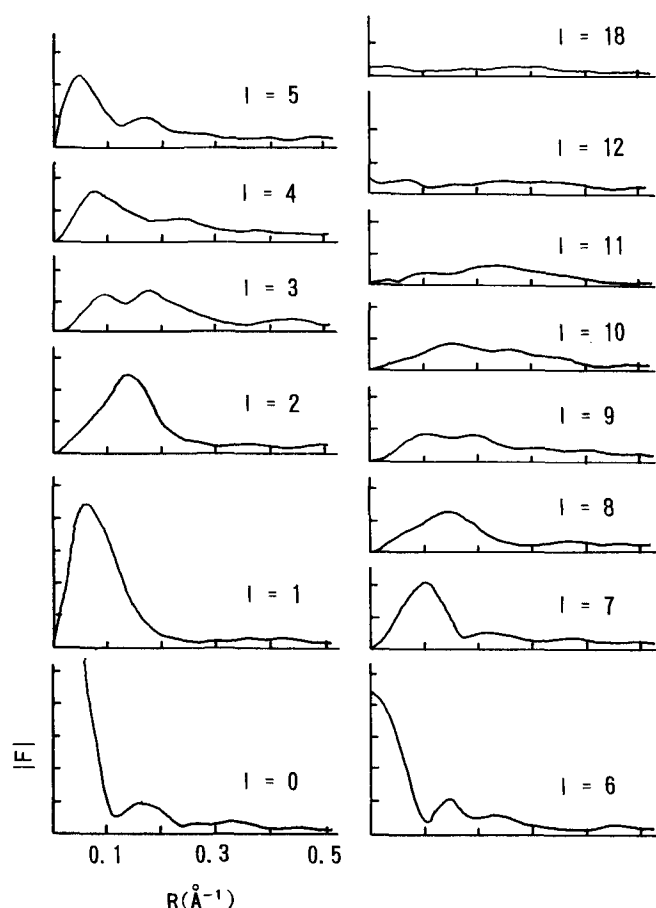 l = 5
l = 4
l = 3
l = 2
l = 1
l = 0
|F|
0.1 0.3 0.5
R(Å⁻¹)
l = 18
l = 12
l = 11
l = 10
l = 9
l = 8
l = 7
l = 6